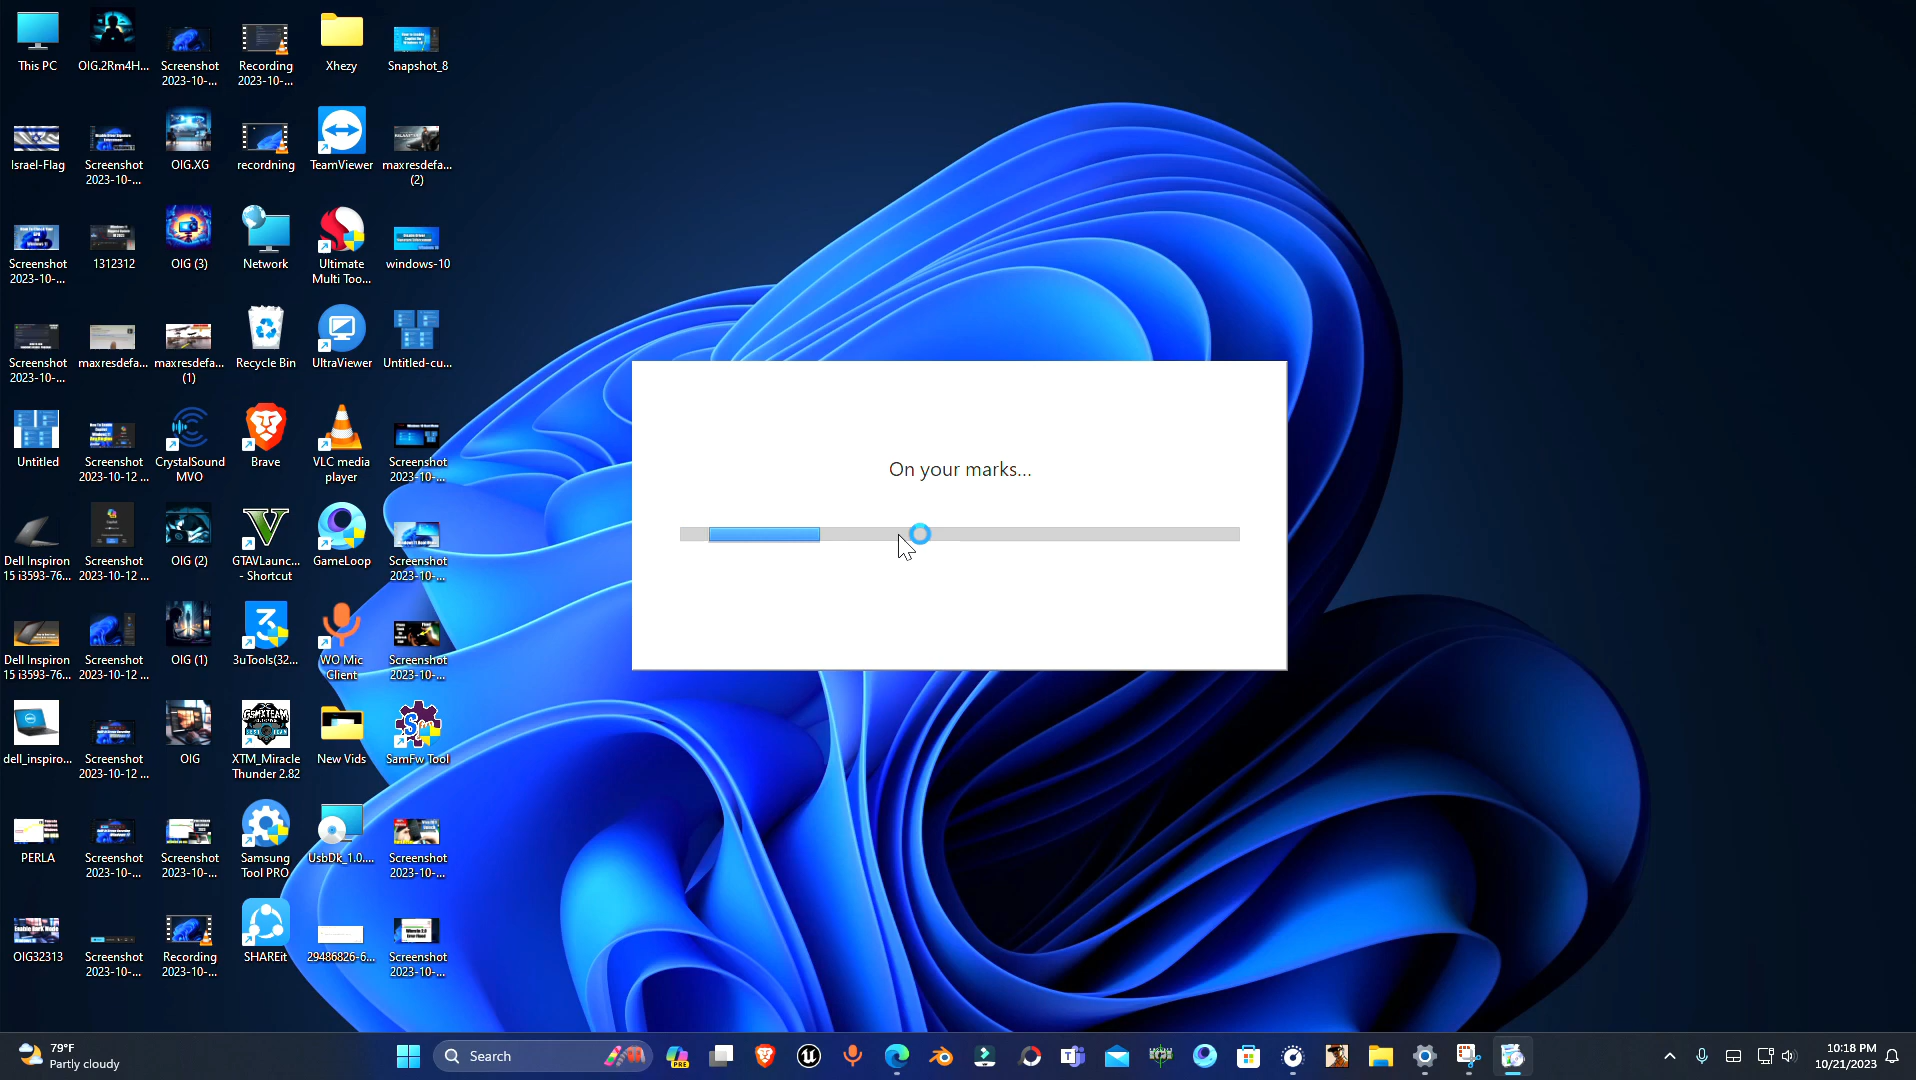 This PC
OIG.2Rm4H...
Screenshot
2023-10-...
Recording
2023-10-...
Xhezy
Snapshot_8
Israel-Flag
Screenshot
2023-10-...
OIG.XG
recordning
TeamViewer
maxresdefa...
(2)
Screenshot
2023-10-...
1312312
OIG (3)
Network
Ultimate
Multi Too...
windows-10
Screenshot
2023-10-...
maxresdefa...
maxresdefa...
(1)
Recycle Bin
UltraViewer
Untitled-cu...
Untitled
Screenshot
2023-10-12 ...
CrystalSound
MVO
Brave
VLC media
player
Screenshot
2023-10-...
Dell Inspiron
15 i3593-76...
Screenshot
2023-10-12 ...
OIG (2)
GTAVLaunc...
- Shortcut
GameLoop
Screenshot
2023-10-...
Dell Inspiron
15 i3593-76...
Screenshot
2023-10-12 ...
OIG (1)
3uTools(32...
WO Mic
Client
Screenshot
2023-10-...
dell_inspiro...
Screenshot
2023-10-12 ...
OIG
XTM_Miracle
Thunder 2.82
New Vids
SamFw Tool
PERLA
Screenshot
2023-10-...
Screenshot
2023-10-...
Samsung
Tool PRO
UsbDk_1.0....
Screenshot
2023-10-...
OIG32313
Screenshot
2023-10-...
Recording
2023-10-...
SHAREit
29486826-6...
Screenshot
2023-10-...
On your marks...
79°F
Partly cloudy
Search
PRE
10:18 PM
10/21/2023